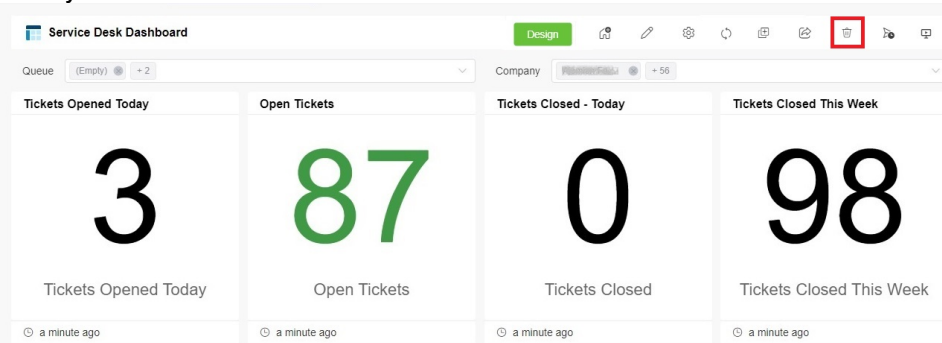 Service Desk Dashboard
Design
Queue
(Empty)
+ 2
Company
+ 56
Tickets Opened Today
Open Tickets
Tickets Closed - Today
Tickets Closed This Week
3
87
0
98
Tickets Opened Today
Open Tickets
Tickets Closed
Tickets Closed This Week
a minute ago
a minute ago
a minute ago
a minute ago